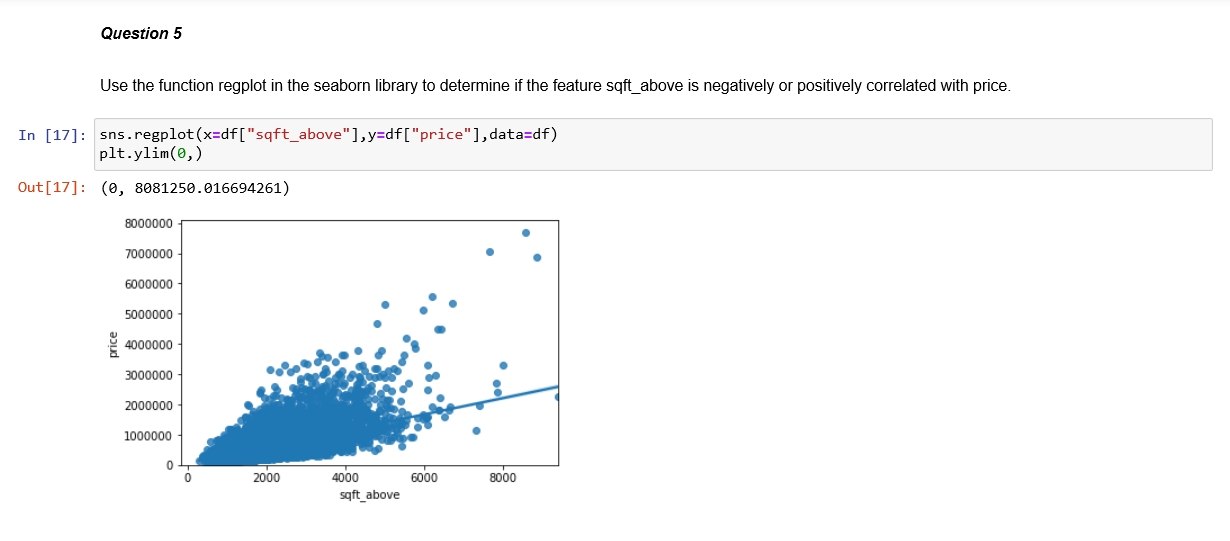 Question 5
Use the function regplot in the seaborn library to determine if the feature sqft_above is negatively or positively correlated with price.
In [17]: sns.regplot(x=df["sqft_above"],y=df["price"],data=df)
plt.ylim(0,)
Out[17]: (0, 8081250.016694261)
8000000
7000000
6000000
5000000
4000000
3000000
2000000
1000000
0
price
0 2000 4000 6000 8000
sqft_above